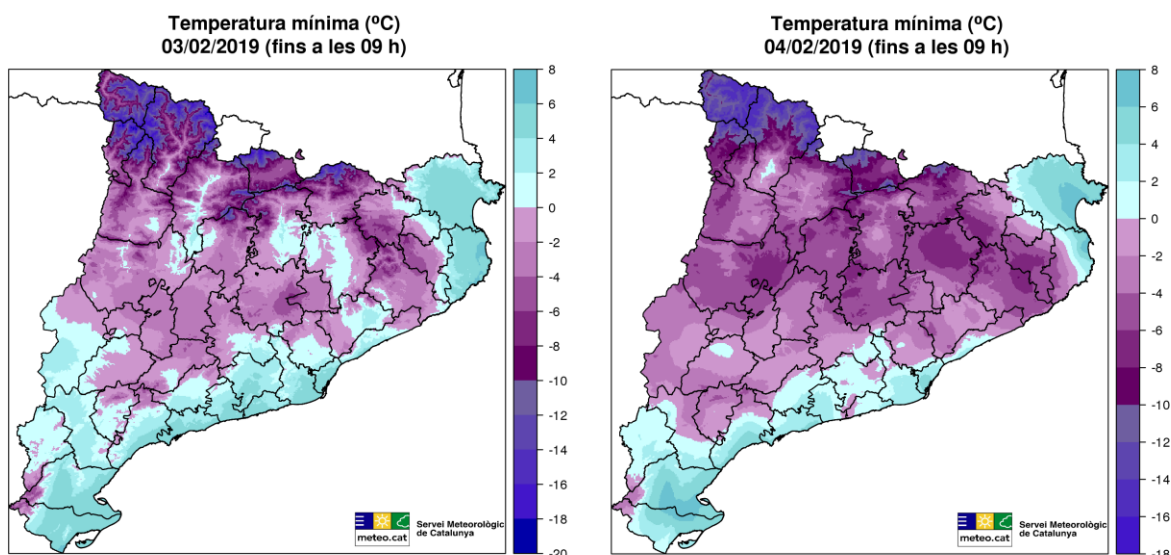 Temperatura mínima (ºC)
03/02/2019 (fins a les 09 h)
8
6
4
2
0
-2
-4
-6
-8
-10
-12
-14
-16
-18
-20
meteo.cat
Servei Meteorològic
de Catalunya
Temperatura mínima (ºC)
04/02/2019 (fins a les 09 h)
8
6
4
2
0
-2
-4
-6
-8
-10
-12
-14
-16
-18
meteo.cat
Servei Meteorològic
de Catalunya